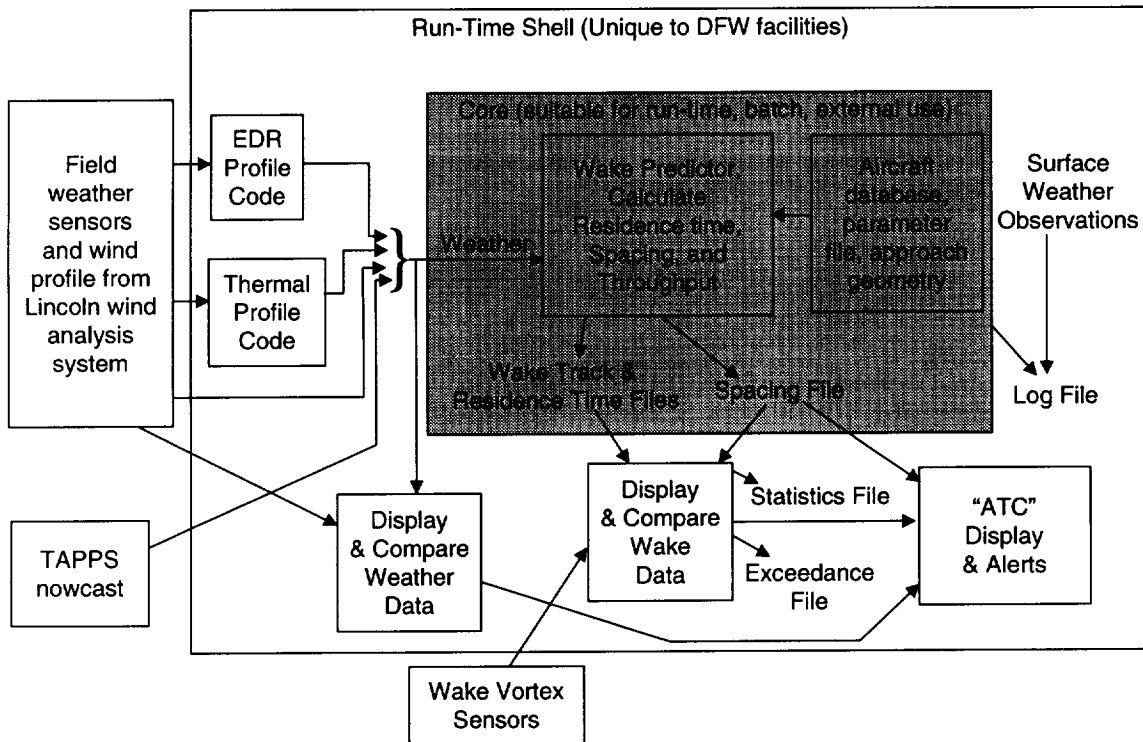 Run-Time Shell (Unique to DFW facilities)
Core (suitable for run-time, batch, external use)
Field
weather
sensors
and wind
profile from
Lincoln wind
analysis
system
EDR
Profile
Code
Thermal
Profile
Code
Weather
Wake Predictor,
Calculate
Residence time,
Spacing, and
Throughput
Aircraft
database,
parameter
file, approach
geometry
Surface
Weather
Observations
Wake Track &
Residence Time Files
Spacing File
Log File
TAPPS
nowcast
Display
& Compare
Weather
Data
Display
& Compare
Wake
Data
Statistics File
Exceedance
File
“ATC”
Display
& Alerts
Wake Vortex
Sensors